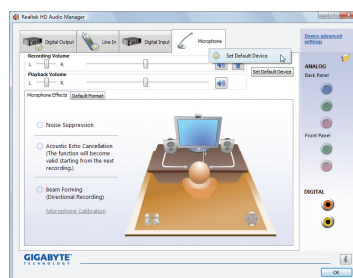 Realtek HD Audio Manager
Digital Output
Line In
Digital Input
Microphone
Device advanced
settings
Set Default Device
Recording Volume
L
R
Set Default Device
Playback Volume
L
R
ANALOG
Back Panel
Microphone Effects
Default Format
Noise Suppression
Acoustic Echo Cancellation
(The function will become
valid starting from the next
recording.)
Front Panel
Beam Forming
(Directional Recording)
Microphone Calibration
DIGITAL
GIGABYTE
TECHNOLOGY
i
OK